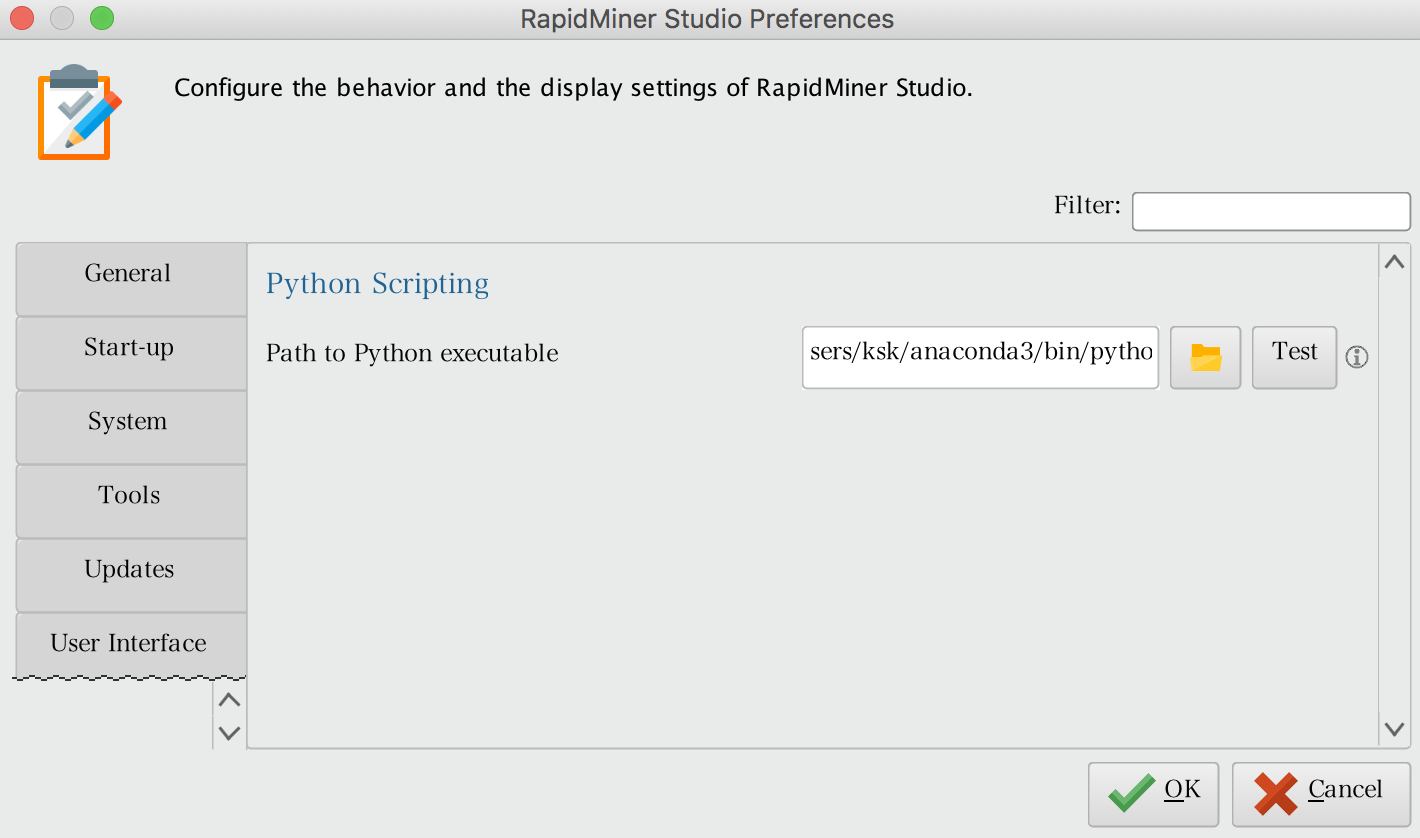 RapidMiner Studio Preferences
Configure the behavior and the display settings of RapidMiner Studio.
Filter:
General
Start-up
System
Tools
Updates
User Interface
Python Scripting
Path to Python executable
sers/ksk/anaconda3/bin/pytho
Test
OK
Cancel